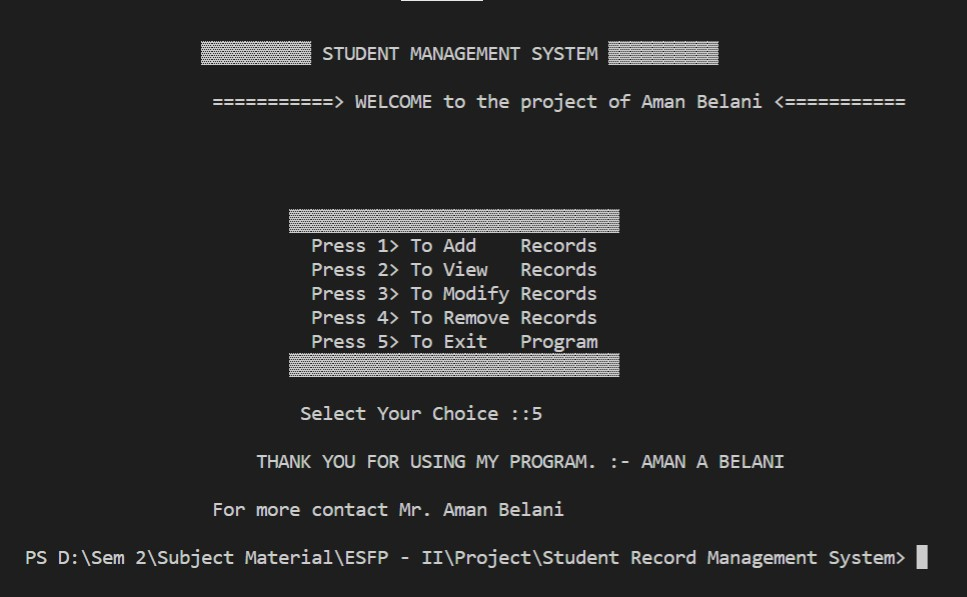 STUDENT MANAGEMENT SYSTEM
===========> WELCOME to the project of Aman Belani <===========
Press 1> To Add    Records
Press 2> To View   Records
Press 3> To Modify Records
Press 4> To Remove Records
Press 5> To Exit   Program
Select Your Choice ::5
THANK YOU FOR USING MY PROGRAM. :- AMAN A BELANI
For more contact Mr. Aman Belani
PS D:\Sem 2\Subject Material\ESFP - II\Project\Student Record Management System>